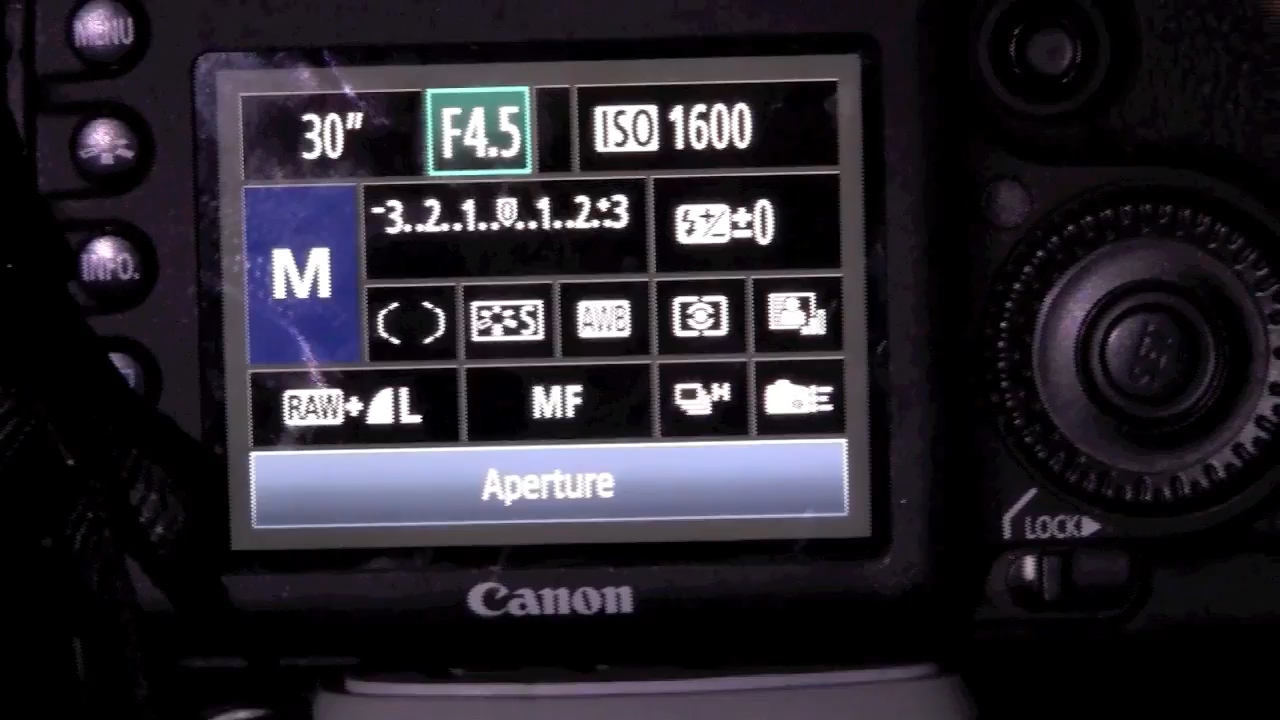 MENU
30" F4.5 ISO 1600
INFO.
M -3..2..1..0..1..2.+3 ±0
S AWB
RAW+L MF H
Aperture
LOCK
Canon